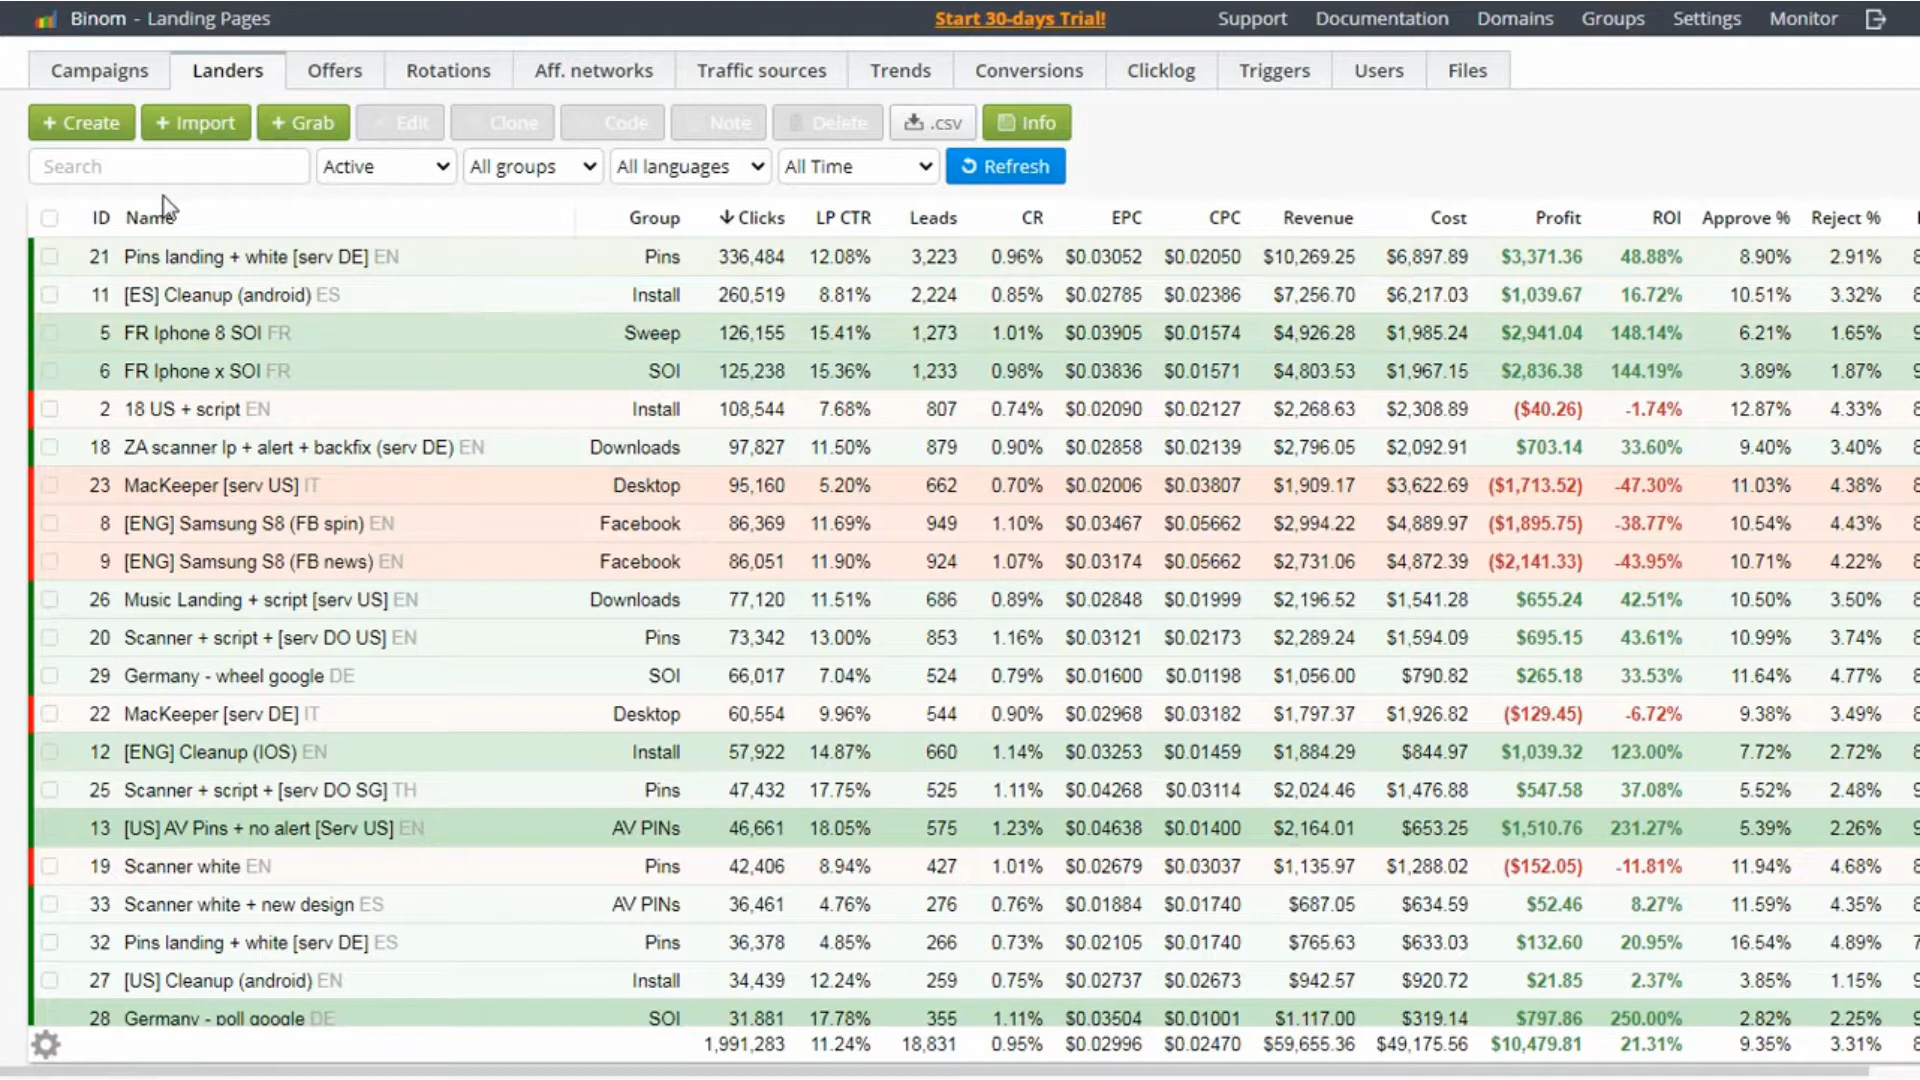 Binom - Landing Pages Start 30-days Trial! Support Documentation Domains Groups Settings Monitor
Campaigns Landers Offers Rotations Aff. networks Traffic sources Trends Conversions Clicklog Triggers Users Files
+ Create + Import + Grab Edit Clone Code Note Delete .csv Info
Search Active All groups All languages All Time Refresh
ID Name Group Clicks LP CTR Leads CR EPC CPC Revenue Cost Profit ROI Approve % Reject %
21 Pins landing + white [serv DE] EN Pins 336,484 12.08% 3,223 0.96% $0.03052 $0.02050 $10,269.25 $6,897.89 $3,371.36 48.88% 8.90% 2.91%
11 [ES] Cleanup (android) ES Install 260,519 8.81% 2,224 0.85% $0.02785 $0.02386 $7,256.70 $6,217.03 $1,039.67 16.72% 10.51% 3.32%
5 FR Iphone 8 SOI FR Sweep 126,155 15.41% 1,273 1.01% $0.03905 $0.01574 $4,926.28 $1,985.24 $2,941.04 148.14% 6.21% 1.65%
6 FR Iphone x SOI FR SOI 125,238 15.36% 1,233 0.98% $0.03836 $0.01571 $4,803.53 $1,967.15 $2,836.38 144.19% 3.89% 1.87%
2 18 US + script EN Install 108,544 7.68% 807 0.74% $0.02090 $0.02127 $2,268.63 $2,308.89 ($40.26) -1.74% 12.87% 4.33%
18 ZA scanner lp + alert + backfix (serv DE) EN Downloads 97,827 11.50% 879 0.90% $0.02858 $0.02139 $2,796.05 $2,092.91 $703.14 33.60% 9.40% 3.40%
23 MacKeeper [serv US] IT Desktop 95,160 5.20% 662 0.70% $0.02006 $0.03807 $1,909.17 $3,622.69 ($1,713.52) -47.30% 11.03% 4.38%
8 [ENG] Samsung S8 (FB spin) EN Facebook 86,369 11.69% 949 1.10% $0.03467 $0.05662 $2,994.22 $4,889.97 ($1,895.75) -38.77% 10.54% 4.43%
9 [ENG] Samsung S8 (FB news) EN Facebook 86,051 11.90% 924 1.07% $0.03174 $0.05662 $2,731.06 $4,872.39 ($2,141.33) -43.95% 10.71% 4.22%
26 Music Landing + script [serv US] EN Downloads 77,120 11.51% 686 0.89% $0.02848 $0.01999 $2,196.52 $1,541.28 $655.24 42.51% 10.50% 3.50%
20 Scanner + script + [serv DO US] EN Pins 73,342 13.00% 853 1.16% $0.03121 $0.02173 $2,289.24 $1,594.09 $695.15 43.61% 10.99% 3.74%
29 Germany - wheel google DE SOI 66,017 7.04% 524 0.79% $0.01600 $0.01198 $1,056.00 $790.82 $265.18 33.53% 11.64% 4.77%
22 MacKeeper [serv DE] IT Desktop 60,554 9.96% 544 0.90% $0.02968 $0.03182 $1,797.37 $1,926.82 ($129.45) -6.72% 9.38% 3.49%
12 [ENG] Cleanup (IOS) EN Install 57,922 14.87% 660 1.14% $0.03253 $0.01459 $1,884.29 $844.97 $1,039.32 123.00% 7.72% 2.72%
25 Scanner + script + [serv DO SG] TH Pins 47,432 17.75% 525 1.11% $0.04268 $0.03114 $2,024.46 $1,476.88 $547.58 37.08% 5.52% 2.48%
13 [US] AV Pins + no alert [Serv US] EN AV PINs 46,661 18.05% 575 1.23% $0.04638 $0.01400 $2,164.01 $653.25 $1,510.76 231.27% 5.39% 2.26%
19 Scanner white EN Pins 42,406 8.94% 427 1.01% $0.02679 $0.03037 $1,135.97 $1,288.02 ($152.05) -11.81% 11.94% 4.68%
33 Scanner white + new design ES AV PINs 36,461 4.76% 276 0.76% $0.01884 $0.01740 $687.05 $634.59 $52.46 8.27% 11.59% 4.35%
32 Pins landing + white [serv DE] ES Pins 36,378 4.85% 266 0.73% $0.02105 $0.01740 $765.63 $633.03 $132.60 20.95% 16.54% 4.89%
27 [US] Cleanup (android) EN Install 34,439 12.24% 259 0.75% $0.02737 $0.02673 $942.57 $920.72 $21.85 2.37% 3.85% 1.15%
28 Germany - poll google DE SOI 31,881 17.78% 355 1.11% $0.03504 $0.01001 $1,117.00 $319.14 $797.86 250.00% 2.82% 2.25%
1,991,283 11.24% 18,831 0.95% $0.02996 $0.02470 $59,655.36 $49,175.56 $10,479.81 21.31% 9.35% 3.31%